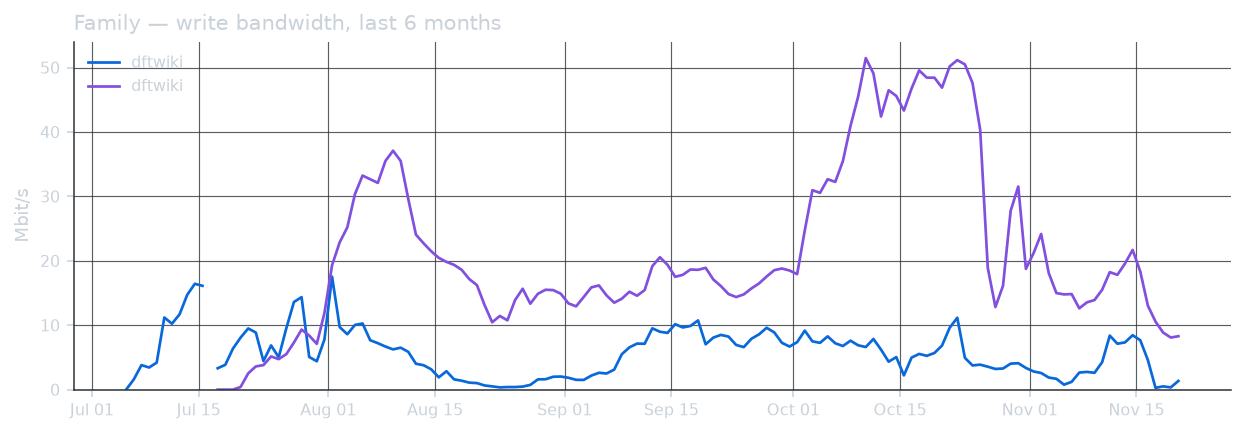 Family — write bandwidth, last 6 months
dftwiki
dftwiki
Mbit/s
50
40
30
20
10
0
Jul 01 Jul 15 Aug 01 Aug 15 Sep 01 Sep 15 Oct 01 Oct 15 Nov 01 Nov 15